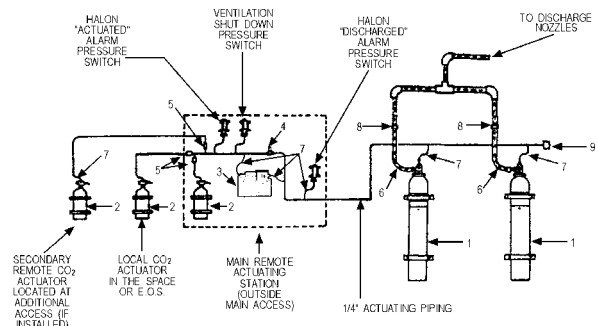 HALON
"ACTUATED"
ALARM
PRESSURE
SWITCH
VENTILATION
SHUT DOWN
PRESSURE
SWITCH
HALON
"DISCHARGED"
ALARM
PRESSURE
SWITCH
TO DISCHARGE
NOZZLES
5
4
7
8
8
9
7
5
3
7
7
6
6
2
2
2
1
1
SECONDARY
REMOTE CO₂
ACTUATOR
LOCATED AT
ADDITIONAL
ACCESS (IF
INSTALLED)
LOCAL CO₂
ACTUATOR
IN THE SPACE
OR E.O.S.
MAIN REMOTE
ACTUATING
STATION
(OUTSIDE
MAIN ACCESS)
1/4" ACTUATING PIPING